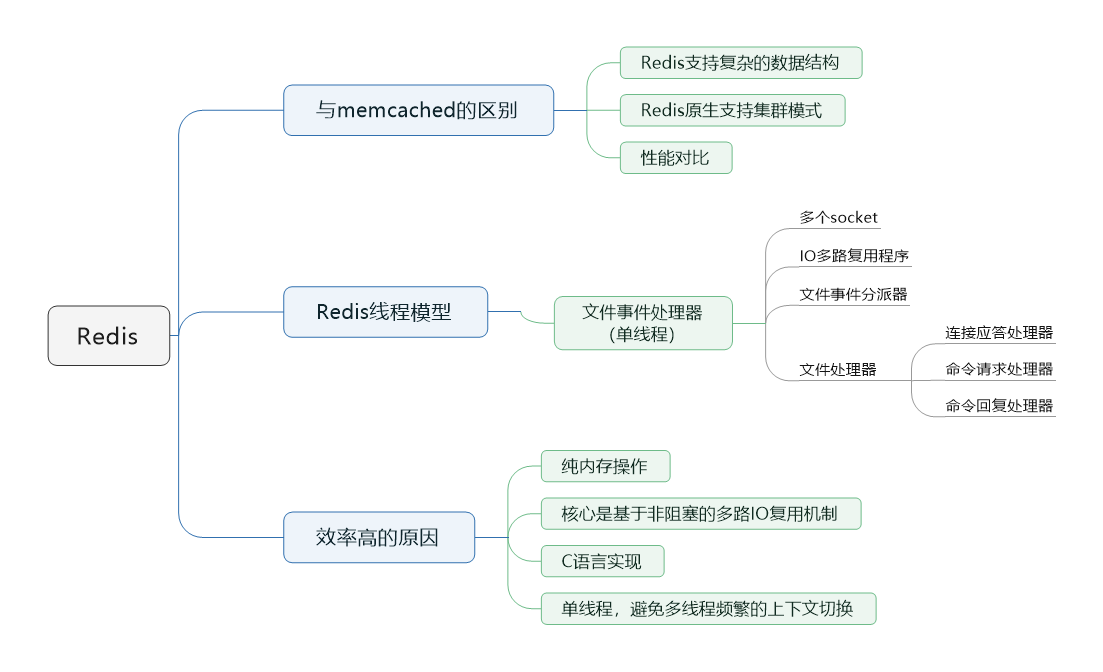 Redis
与memcached的区别
Redis支持复杂的数据结构
Redis原生支持集群模式
性能对比
Redis线程模型
文件事件处理器
（单线程）
多个socket
IO多路复用程序
文件事件分派器
文件处理器
连接应答处理器
命令请求处理器
命令回复处理器
效率高的原因
纯内存操作
核心是基于非阻塞的多路IO复用机制
C语言实现
单线程，避免多线程频繁的上下文切换